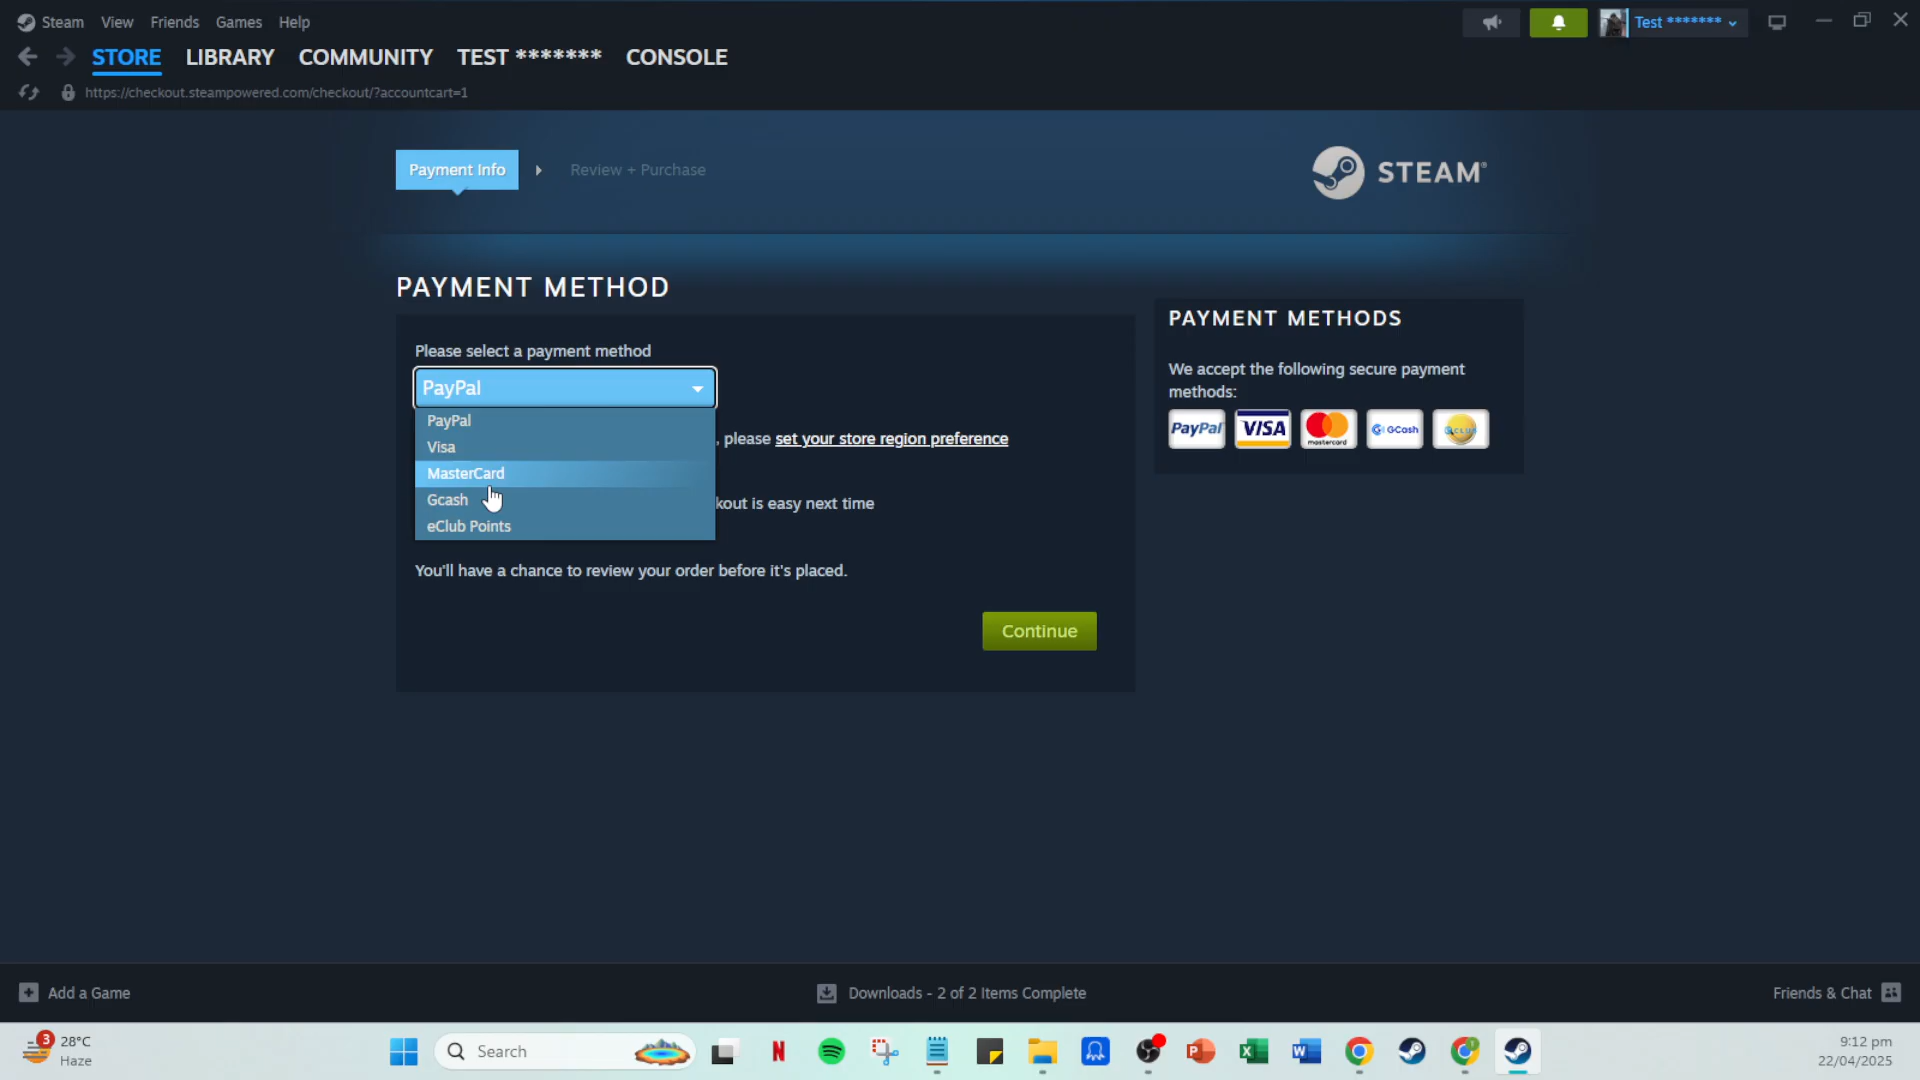 Steam View Friends Games Help
Test *******
STORE LIBRARY COMMUNITY TEST ******* CONSOLE
https://checkout.steampowered.com/checkout/?accountcart=1
Payment Info
Review + Purchase
STEAM®
PAYMENT METHOD
Please select a payment method
PayPal
PayPal
Visa
MasterCard
Gcash
eClub Points
, please set your store region preference
kout is easy next time
You'll have a chance to review your order before it's placed.
Continue
PAYMENT METHODS
We accept the following secure payment
methods:
PayPal VISA mastercard GCash
Add a Game
Downloads - 2 of 2 Items Complete
Friends & Chat
3
28°C
Haze
Search
9:12 pm
22/04/2025